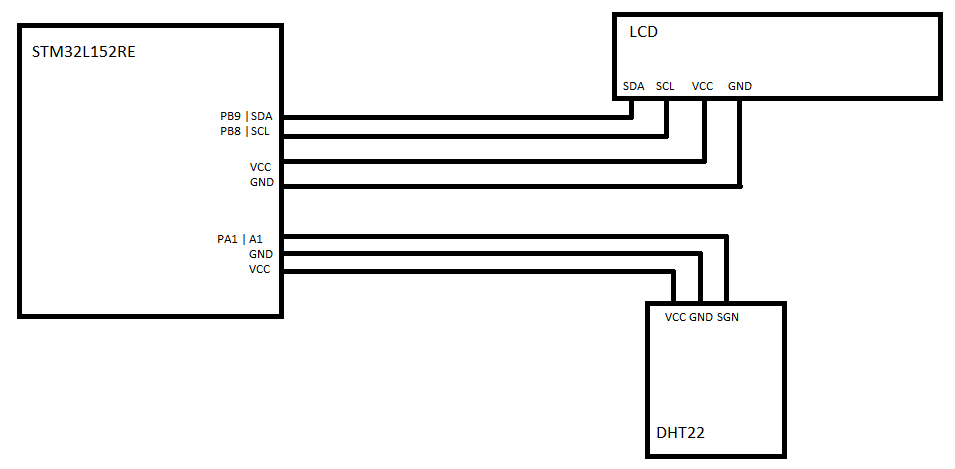 STM32L152RE
PB9 | SDA
PB8 | SCL
VCC
GND
PA1 | A1
GND
VCC
LCD
SDA SCL VCC GND
VCC GND SGN
DHT22